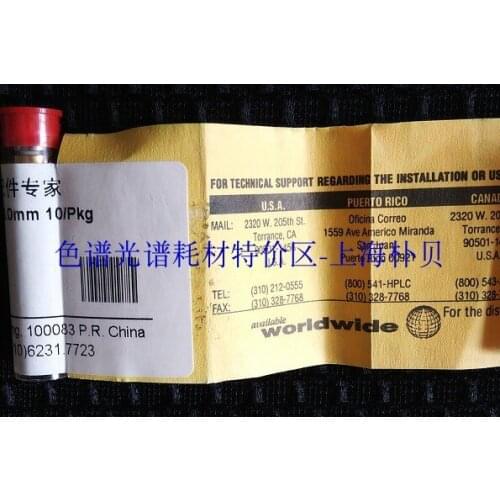 件专家
.0mm 10/Pkg
g, 100083 P.R. China
10)6231.7723
FOR TECHNICAL SUPPORT REGARDING THE INSTALLATION OR US
U.S.A.
MAIL: 2320 W. 205th St.
Torrance, CA
TEL: (310) 212-0555
FAX: (310) 328-7768
PUERTO RICO
Oficina Correo
1559 Ave Americo Miranda
(800) 541-HPLC
(310) 328-7768
CANA
2320 W. 20
Torrance
90501-1
U.S.A.
(800) 543-
(310) 328-
available
worldwide
For the dis
色谱光谱耗材特价区-上海朴贝